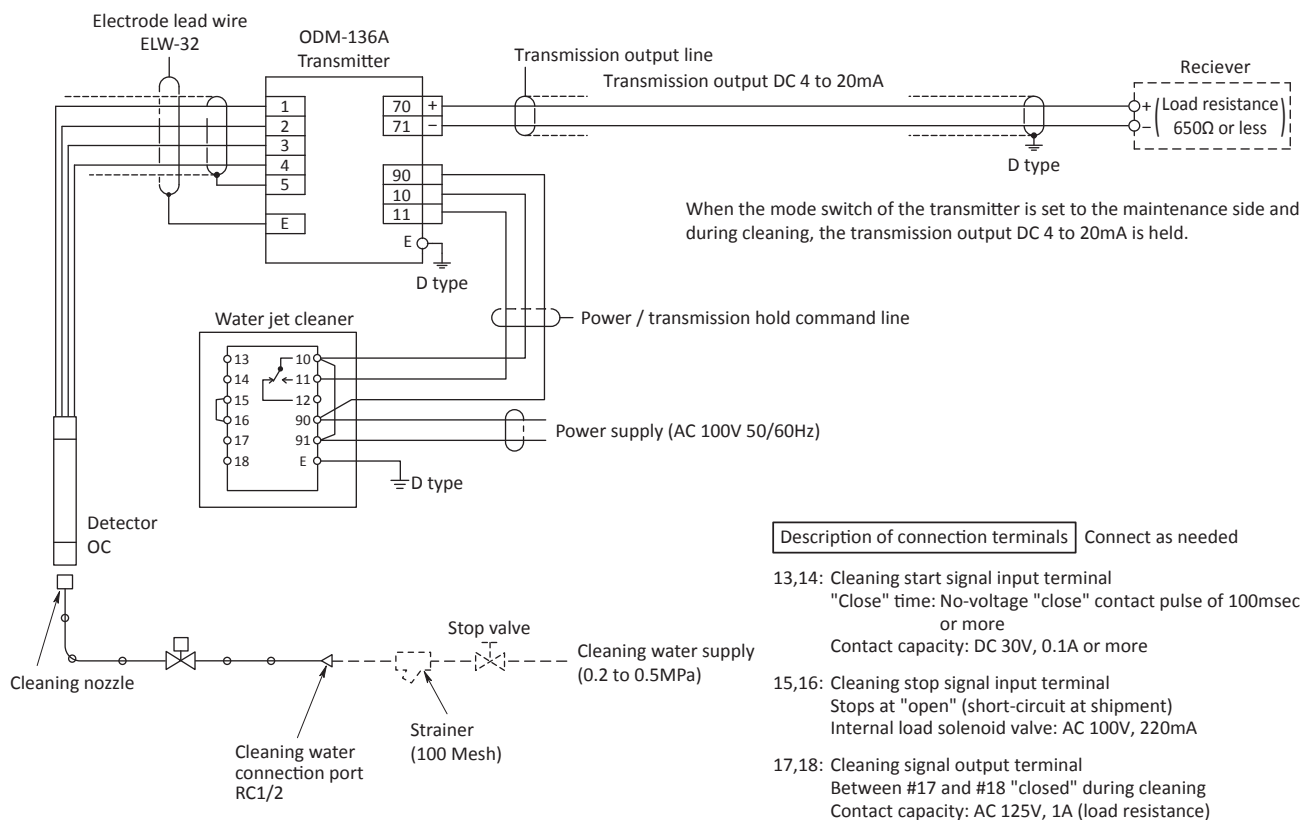 Electrode lead wire
ELW-32
ODM-136A
Transmitter
Transmission output line
Transmission output DC 4 to 20mA
Reciever
1
2
3
4
5
E
70 +
71 −
90
10
11
E
D type
+
−
Load resistance
650Ω or less
D type
When the mode switch of the transmitter is set to the maintenance side and
during cleaning, the transmission output DC 4 to 20mA is held.
Power / transmission hold command line
Water jet cleaner
13 10
14 11
15 12
16 90
17 91
18 E
Power supply (AC 100V 50/60Hz)
D type
Detector
OC
Cleaning nozzle
Stop valve
Cleaning water supply
(0.2 to 0.5MPa)
Strainer
(100 Mesh)
Cleaning water
connection port
RC1/2
Description of connection terminals Connect as needed
13,14: Cleaning start signal input terminal
"Close" time: No-voltage "close" contact pulse of 100msec
or more
Contact capacity: DC 30V, 0.1A or more
15,16: Cleaning stop signal input terminal
Stops at "open" (short-circuit at shipment)
Internal load solenoid valve: AC 100V, 220mA
17,18: Cleaning signal output terminal
Between #17 and #18 "closed" during cleaning
Contact capacity: AC 125V, 1A (load resistance)